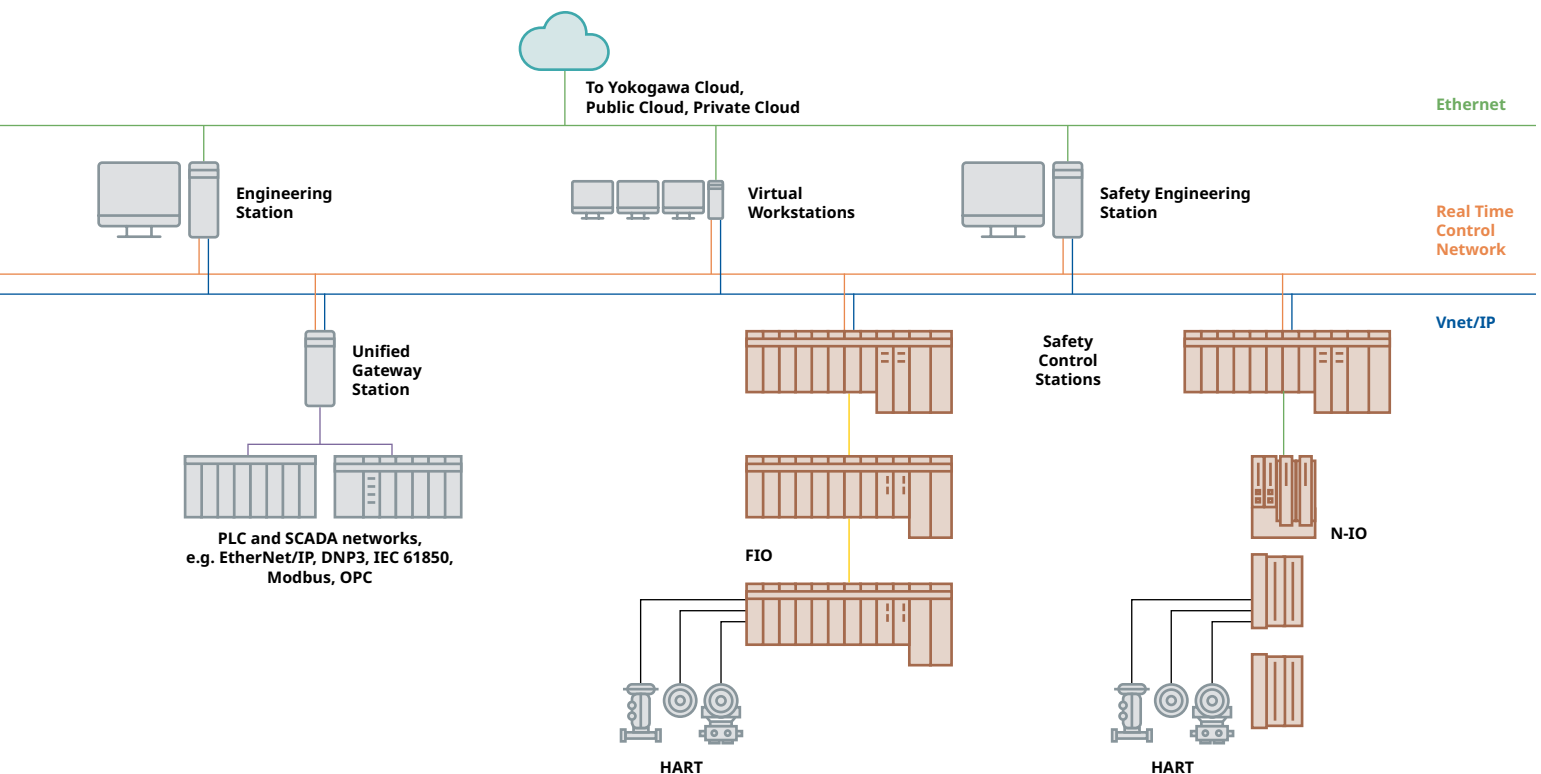 To Yokogawa Cloud,
Public Cloud, Private Cloud
Ethernet
Engineering
Station
Virtual
Workstations
Safety Engineering
Station
Real Time
Control
Network
Vnet/IP
Unified
Gateway
Station
Safety
Control
Stations
PLC and SCADA networks,
e.g. EtherNet/IP, DNP3, IEC 61850,
Modbus, OPC
FIO
N-IO
HART
HART